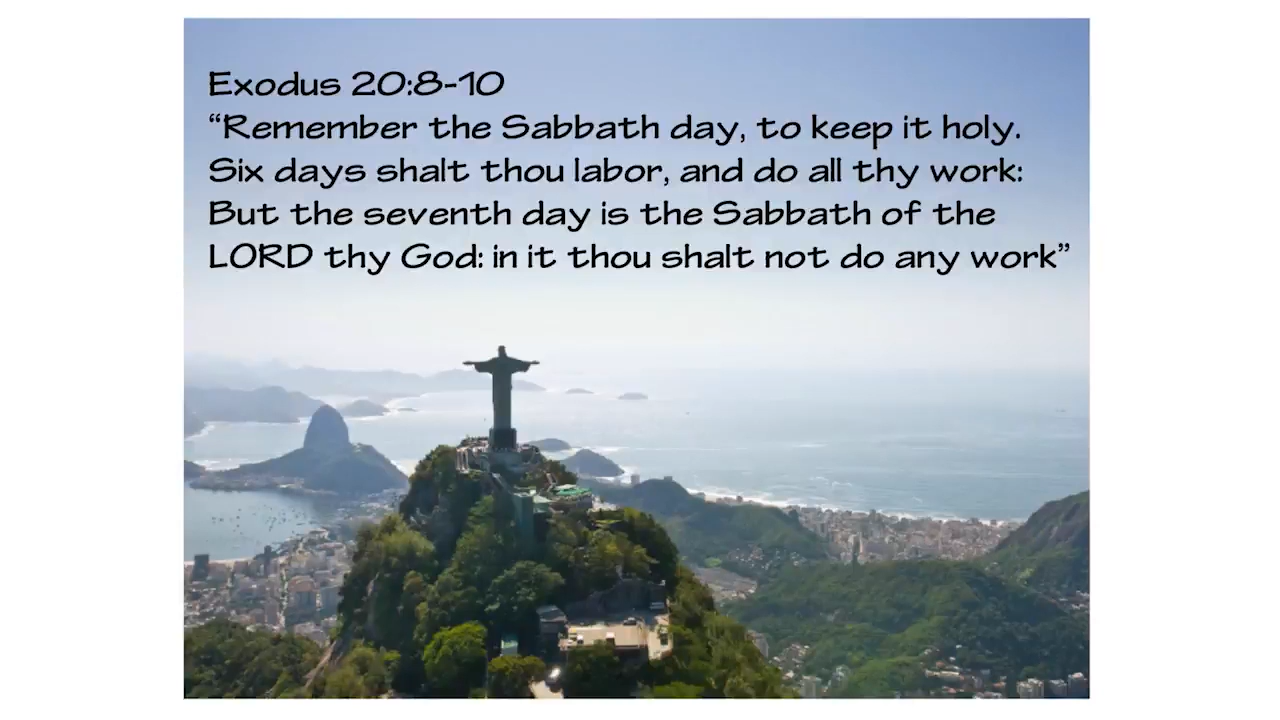 Exodus 20:8-10
“Remember the Sabbath day, to keep it holy.
Six days shalt thou labor, and do all thy work:
But the seventh day is the Sabbath of the
LORD thy God: in it thou shalt not do any work”